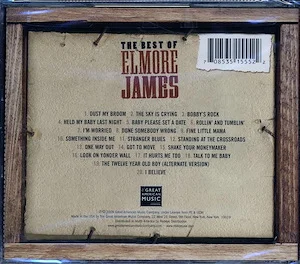 THE BEST OF
ELMORE
JAMES
7 08535 15552 2
1. DUST MY BROOM 2. THE SKY IS CRYING 3. BOBBY'S ROCK
4. HELD MY BABY LAST NIGHT 5. BABY PLEASE SET A DATE 6. ROLLIN' AND TUMBLIN'
7. I'M WORRIED 8. DONE SOMEBODY WRONG 9. FINE LITTLE MAMA
10. SOMETHING INSIDE ME 11. STRANGER BLUES 12. STANDING AT THE CROSSROADS
13. ONE WAY OUT 14. GOT TO MOVE 15. SHAKE YOUR MONEYMAKER
16. LOOK ON YONDER WALL 17. IT HURTS ME TOO 18. TALK TO ME BABY
19. THE TWELVE YEAR OLD BOY (ALTERNATE VERSION)
THE
GREAT
AMERICAN
MUSIC